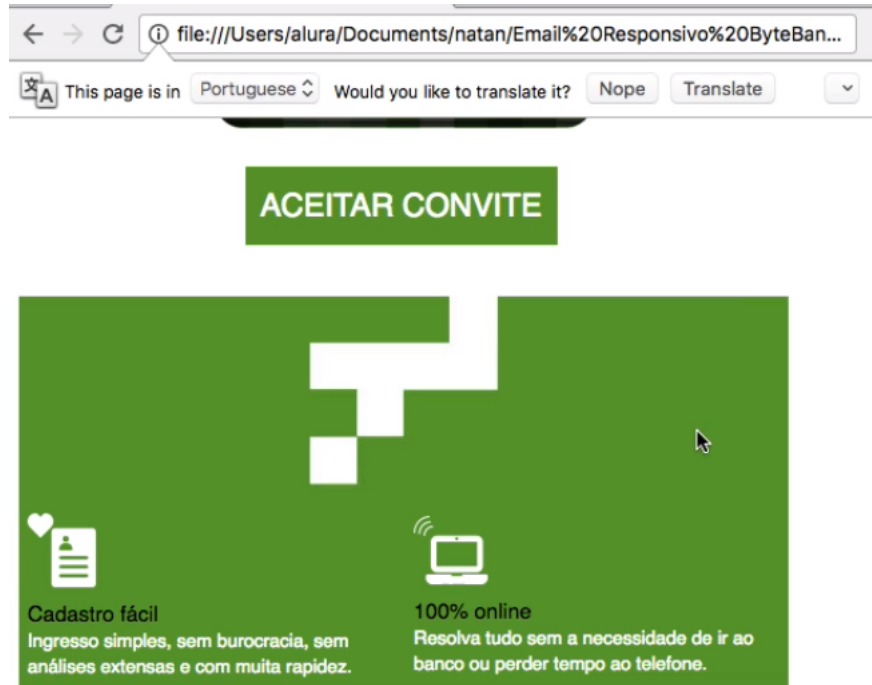 file:///Users/alura/Documents/natan/Email%20Responsivo%20ByteBan...
This page is in Portuguese Would you like to translate it? Nope Translate
ACEITAR CONVITE
Cadastro fácil
Ingresso simples, sem burocracia, sem
análises extensas e com muita rapidez.
100% online
Resolva tudo sem a necessidade de ir ao
banco ou perder tempo ao telefone.